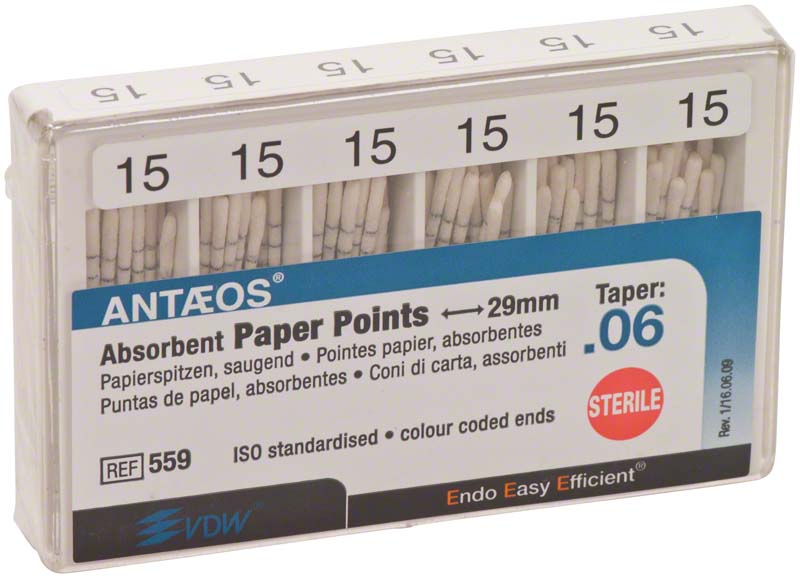 15 15 15 15 15 15
15 15 15 15 15 15
ANTÆOS®
Absorbent Paper Points ⟷29mm
Papierspitzen, saugend • Pointes papier, absorbentes
Puntas de papel, absorbentes • Coni di carta, assorbenti
Taper:
.06
STERILE
REF 559
ISO standardised • colour coded ends
Rev. 1/16.06.09
VDW®
Endo Easy Efficient®